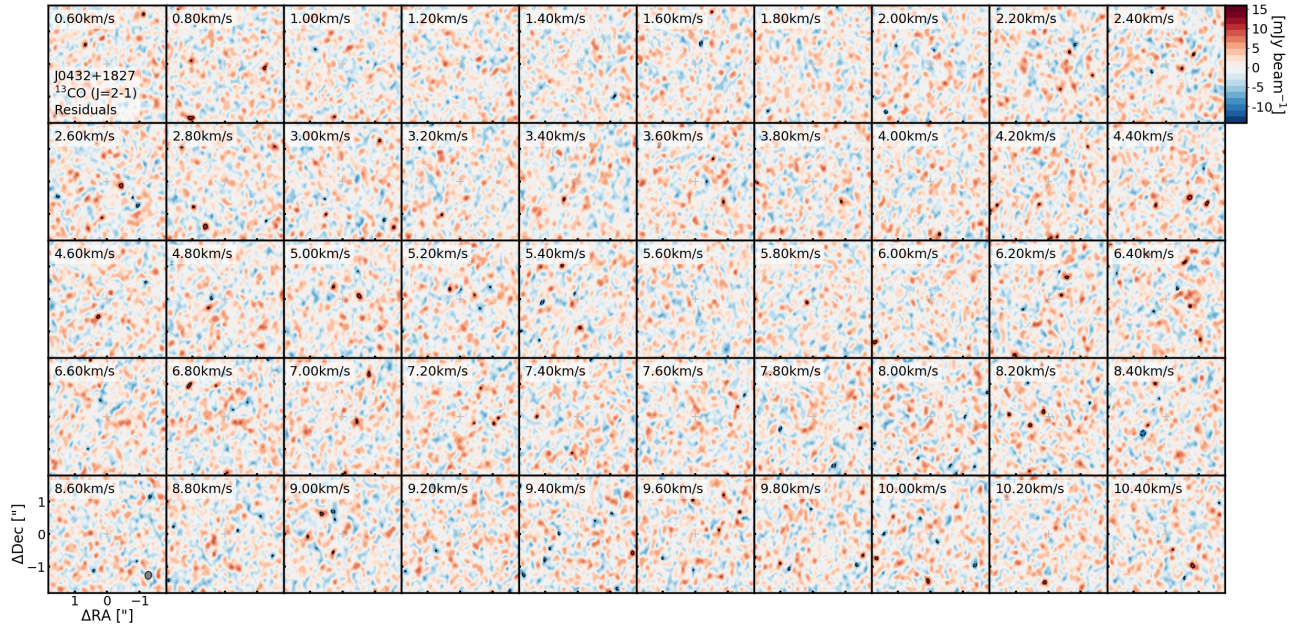 0.60km/s 0.80km/s 1.00km/s 1.20km/s 1.40km/s 1.60km/s 1.80km/s 2.00km/s 2.20km/s 2.40km/s
J0432+1827
¹³CO (J=2-1)
Residuals
15
10
5
0
−5
−10
[mJy beam⁻¹]
2.60km/s 2.80km/s 3.00km/s 3.20km/s 3.40km/s 3.60km/s 3.80km/s 4.00km/s 4.20km/s 4.40km/s
4.60km/s 4.80km/s 5.00km/s 5.20km/s 5.40km/s 5.60km/s 5.80km/s 6.00km/s 6.20km/s 6.40km/s
6.60km/s 6.80km/s 7.00km/s 7.20km/s 7.40km/s 7.60km/s 7.80km/s 8.00km/s 8.20km/s 8.40km/s
8.60km/s 8.80km/s 9.00km/s 9.20km/s 9.40km/s 9.60km/s 9.80km/s 10.00km/s 10.20km/s 10.40km/s
1
0
−1
ΔDec ["]
1 0 −1
ΔRA ["]